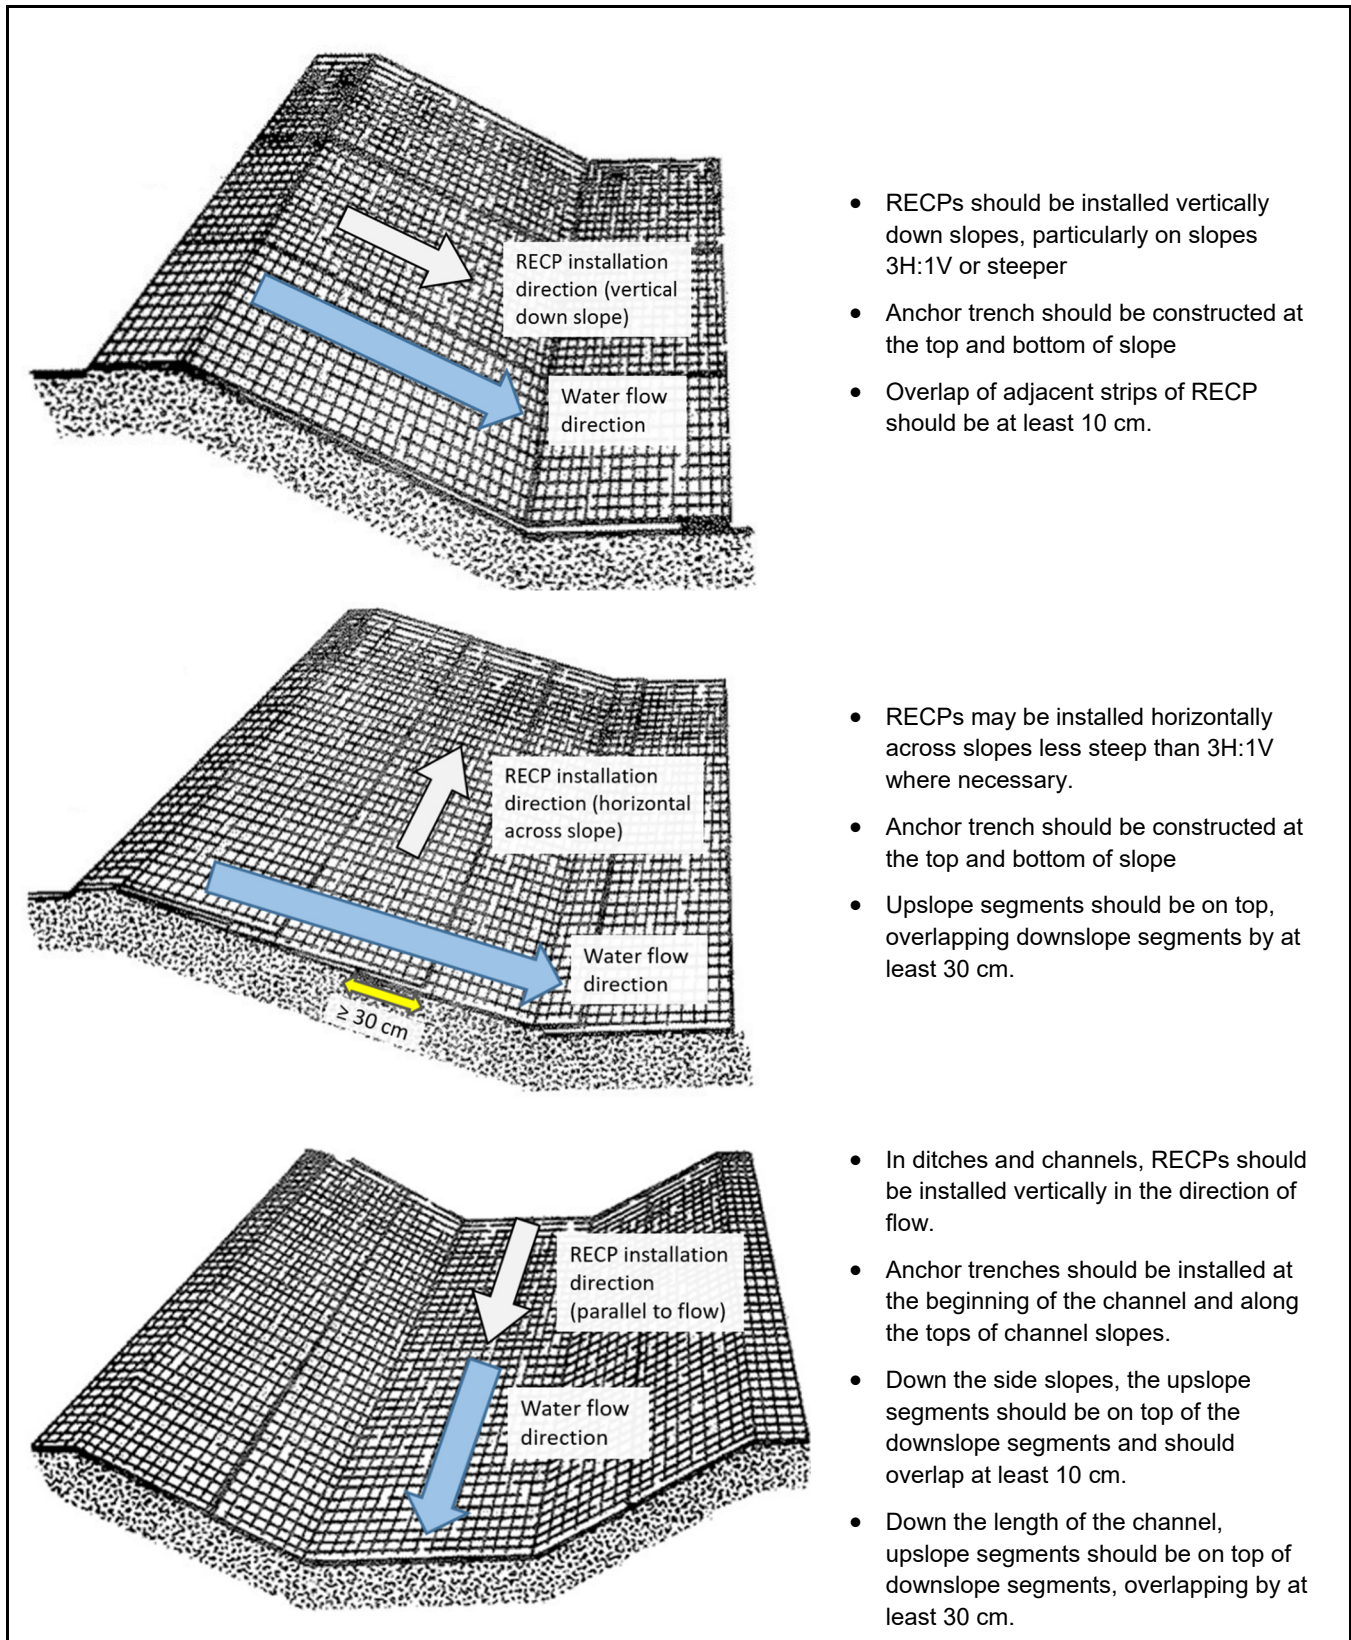 RECP installation
direction (vertical
down slope)
Water flow
direction
• RECPs should be installed vertically
down slopes, particularly on slopes
3H:1V or steeper
• Anchor trench should be constructed at
the top and bottom of slope
• Overlap of adjacent strips of RECP
should be at least 10 cm.
RECP installation
direction (horizontal
across slope)
Water flow
direction
≥ 30 cm
• RECPs may be installed horizontally
across slopes less steep than 3H:1V
where necessary.
• Anchor trench should be constructed at
the top and bottom of slope
• Upslope segments should be on top,
overlapping downslope segments by at
least 30 cm.
RECP installation
direction
(parallel to flow)
Water flow
direction
• In ditches and channels, RECPs should
be installed vertically in the direction of
flow.
• Anchor trenches should be installed at
the beginning of the channel and along
the tops of channel slopes.
• Down the side slopes, the upslope
segments should be on top of the
downslope segments and should
overlap at least 10 cm.
• Down the length of the channel,
upslope segments should be on top of
downslope segments, overlapping by at
least 30 cm.